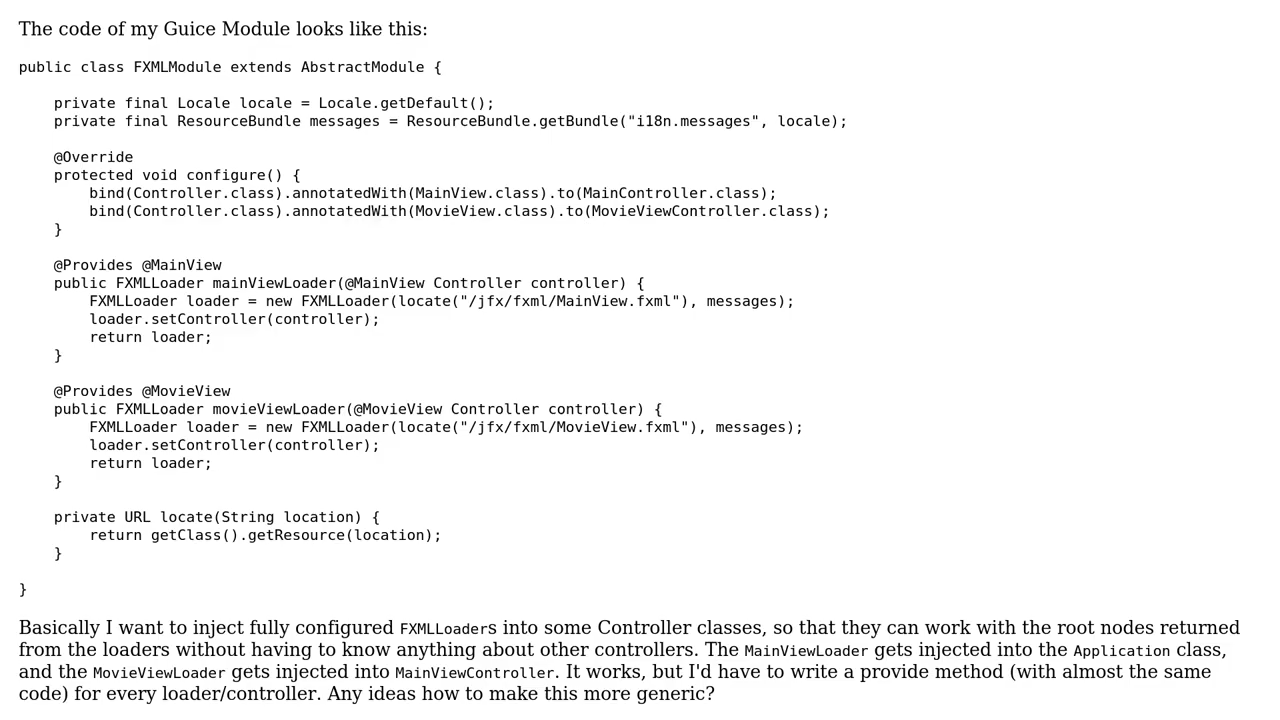 The code of my Guice Module looks like this:
public class FXMLModule extends AbstractModule {
    private final Locale locale = Locale.getDefault();
    private final ResourceBundle messages = ResourceBundle.getBundle("i18n.messages", locale);
    @Override
    protected void configure() {
        bind(Controller.class).annotatedWith(MainView.class).to(MainController.class);
        bind(Controller.class).annotatedWith(MovieView.class).to(MovieViewController.class);
    }
    @Provides @MainView
    public FXMLLoader mainViewLoader(@MainView Controller controller) {
        FXMLLoader loader = new FXMLLoader(locate("/jfx/fxml/MainView.fxml"), messages);
        loader.setController(controller);
        return loader;
    }
    @Provides @MovieView
    public FXMLLoader movieViewLoader(@MovieView Controller controller) {
        FXMLLoader loader = new FXMLLoader(locate("/jfx/fxml/MovieView.fxml"), messages);
        loader.setController(controller);
        return loader;
    }
    private URL locate(String location) {
        return getClass().getResource(location);
    }
}
Basically I want to inject fully configured FXMLLoaders into some Controller classes, so that they can work with the root nodes returned
from the loaders without having to know anything about other controllers. The MainViewLoader gets injected into the Application class,
and the MovieViewLoader gets injected into MainViewController. It works, but I'd have to write a provide method (with almost the same
code) for every loader/controller. Any ideas how to make this more generic?